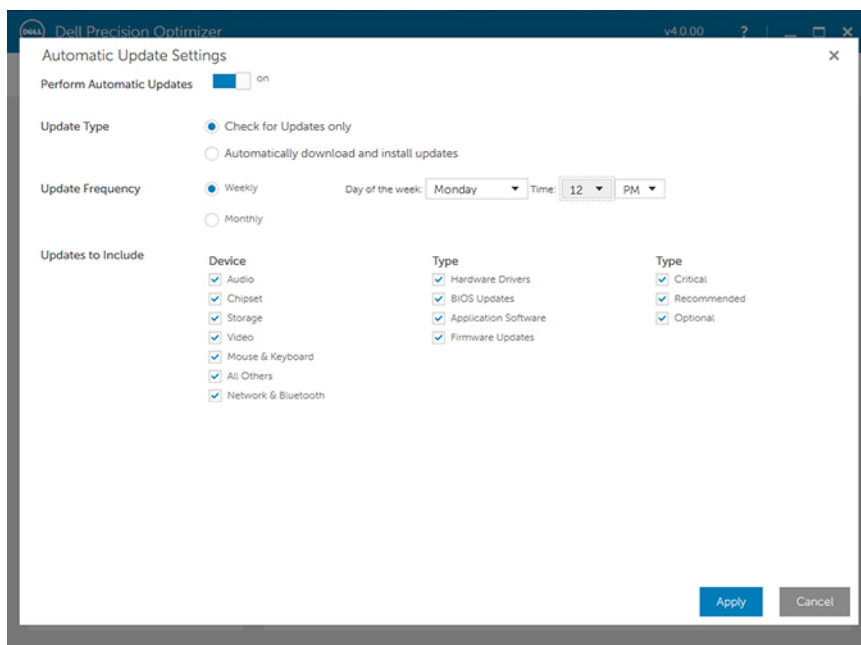 DELL Dell Precision Optimizer v4.0.00 ?
Automatic Update Settings
Perform Automatic Updates on
Update Type Check for Updates only
Automatically download and install updates
Update Frequency Weekly Day of the week: Monday Time: 12 PM
Monthly
Updates to Include Device Type Type
Audio Hardware Drivers Critical
Chipset BIOS Updates Recommended
Storage Application Software Optional
Video Firmware Updates
Mouse & Keyboard
All Others
Network & Bluetooth
Apply Cancel